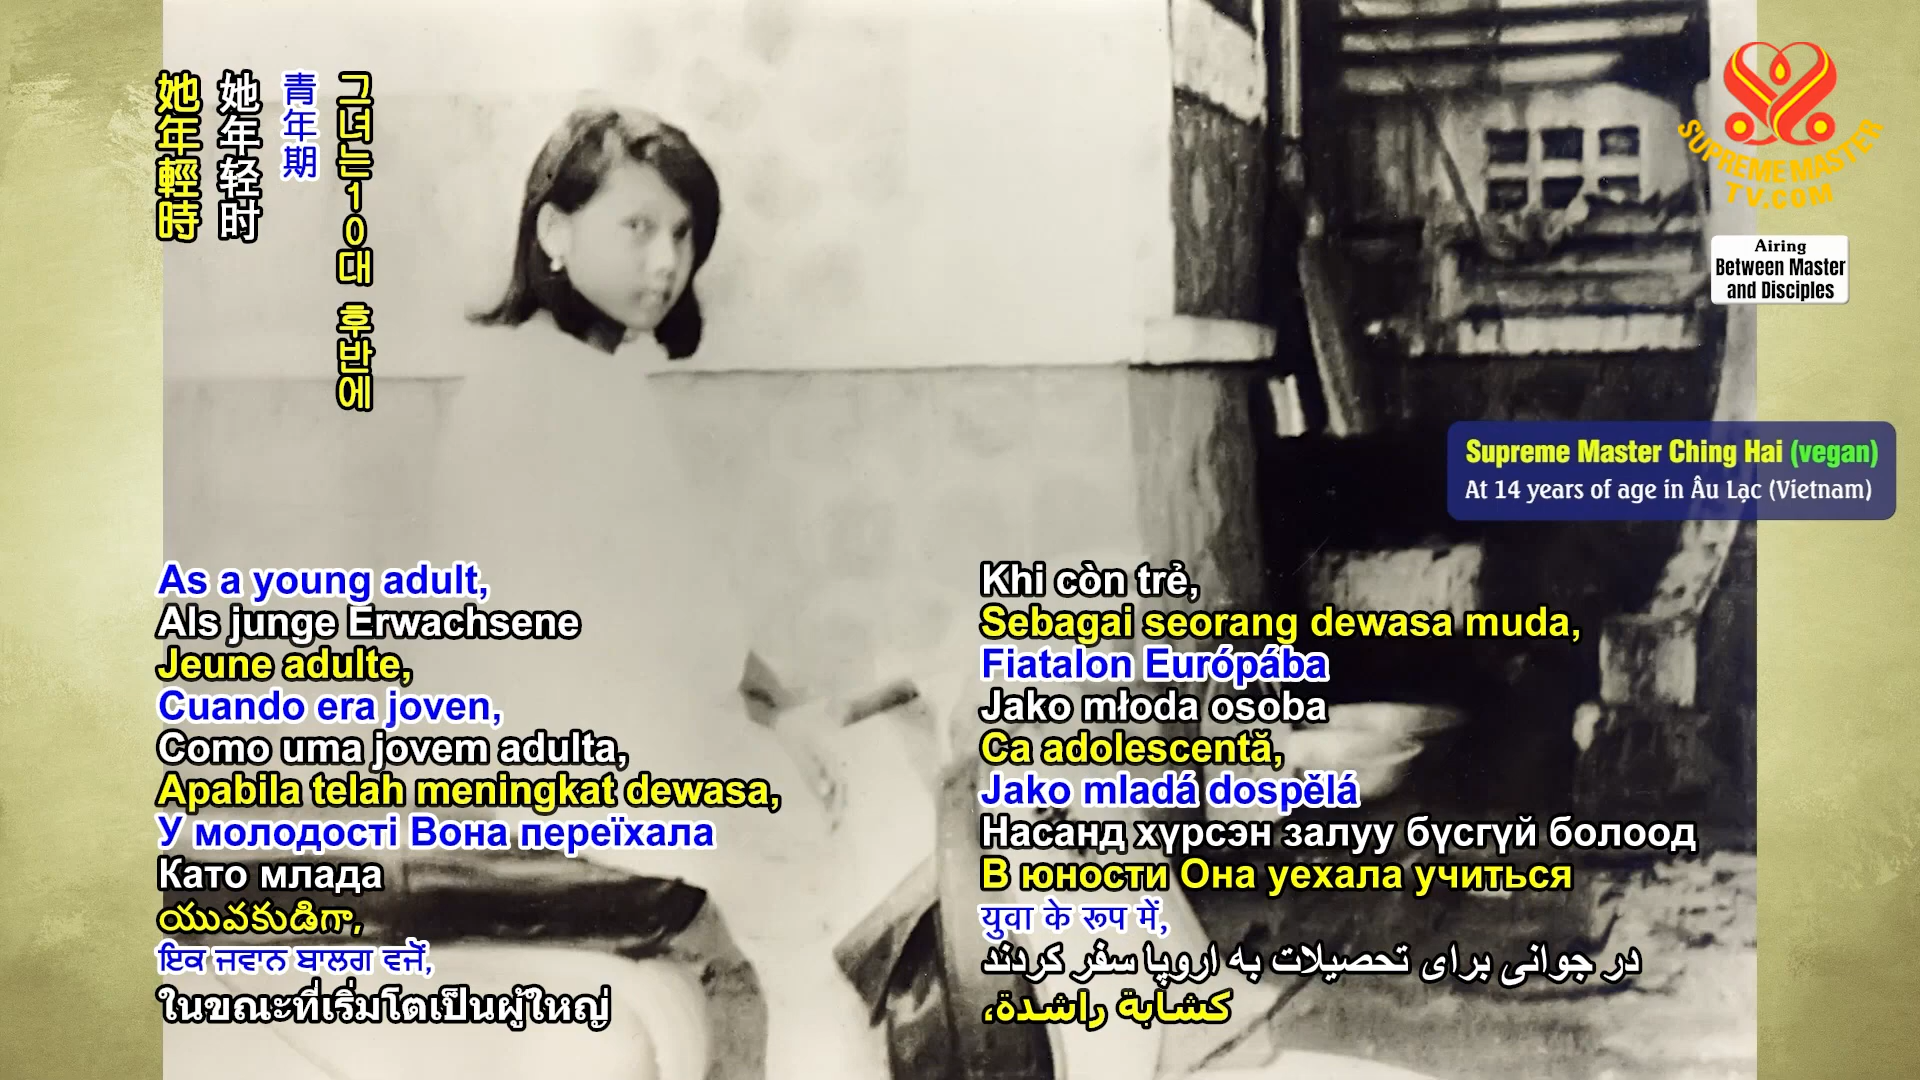 她年輕時
她年轻时
青年期
그녀는10대 후반에
SUPREME MASTER
TV.COM
Airing
Between Master
and Disciples
Supreme Master Ching Hai (vegan)
At 14 years of age in Âu Lạc (Vietnam)
As a young adult,
Als junge Erwachsene
Jeune adulte,
Cuando era joven,
Como uma jovem adulta,
Apabila telah meningkat dewasa,
У молодості Вона переїхала
Като млада
యువకుడిగా,
ਇਕ ਜਵਾਨ ਬਾਲਗ ਵਜੋਂ,
ในขณะที่เริ่มโตเป็นผู้ใหญ่
Khi còn trẻ,
Sebagai seorang dewasa muda,
Fiatalon Európába
Jako młoda osoba
Ca adolescentă,
Jako mladá dospělá
Насанд хүрсэн залуу бүсгүй болоод
В юности Она уехала учиться
युवा के रूप में,
در جوانی برای تحصیلات به اروپا سفر کردند
كشابة راشدة،